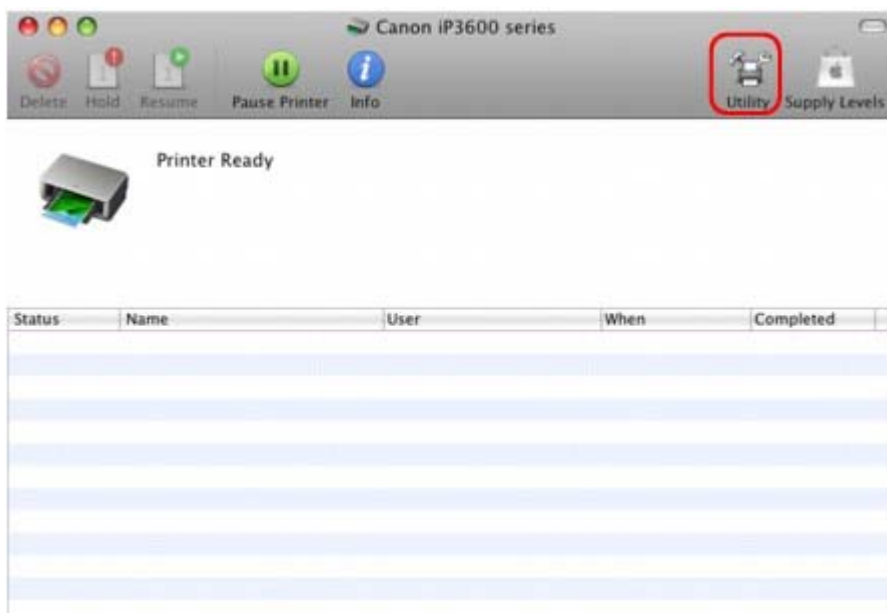 Canon iP3600 series
Delete Hold Resume Pause Printer Info Utility Supply Levels
Printer Ready
Status Name User When Completed